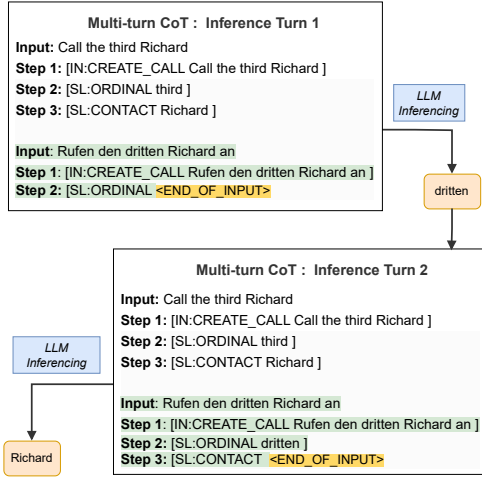 Multi-turn CoT : Inference Turn 1
Input: Call the third Richard
Step 1: [IN:CREATE_CALL Call the third Richard ]
Step 2: [SL:ORDINAL third ]
Step 3: [SL:CONTACT Richard ]
Input: Rufen den dritten Richard an
Step 1: [IN:CREATE_CALL Rufen den dritten Richard an ]
Step 2: [SL:ORDINAL <END_OF_INPUT>
LLM
Inferencing
dritten
Multi-turn CoT : Inference Turn 2
Input: Call the third Richard
Step 1: [IN:CREATE_CALL Call the third Richard ]
Step 2: [SL:ORDINAL third ]
Step 3: [SL:CONTACT Richard ]
Input: Rufen den dritten Richard an
Step 1: [IN:CREATE_CALL Rufen den dritten Richard an ]
Step 2: [SL:ORDINAL dritten ]
Step 3: [SL:CONTACT <END_OF_INPUT>
LLM
Inferencing
Richard